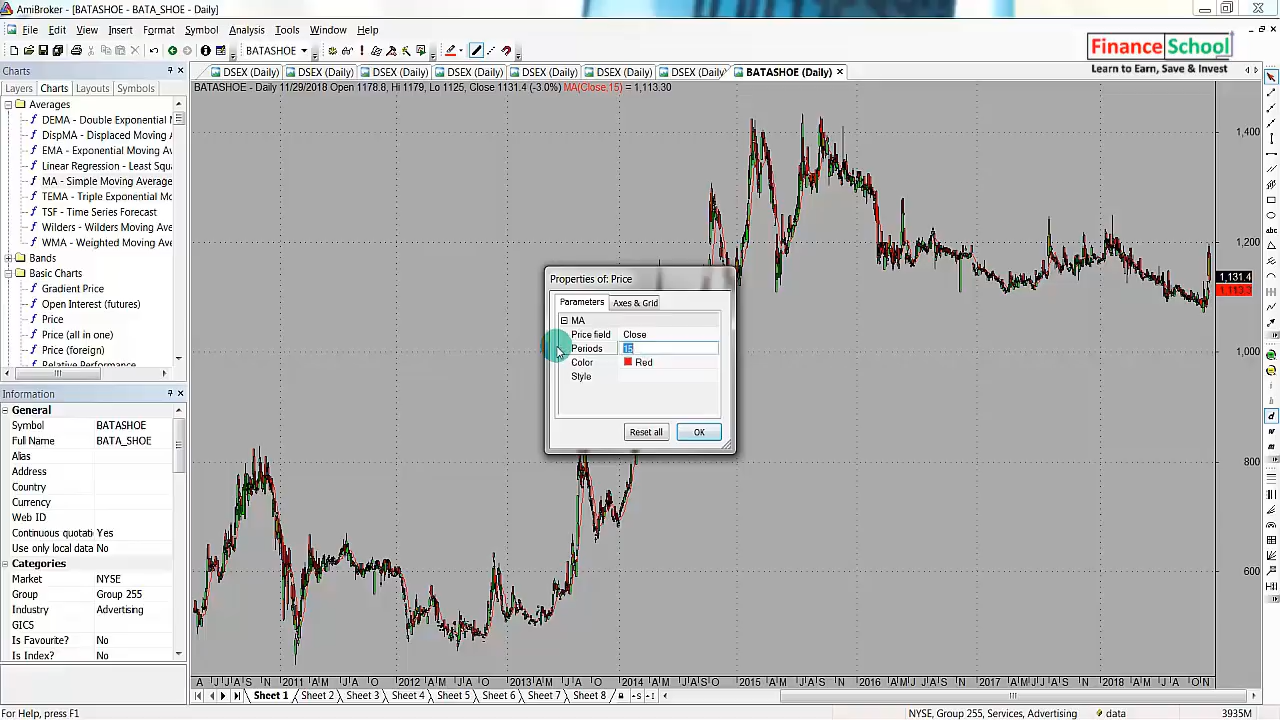 AmiBroker - [BATASHOE - BATA_SHOE - Daily]
File Edit View Insert Format Symbol Analysis Tools Window Help
BATASHOE
Finance School
Learn to Earn, Save & Invest
Charts
Layers Charts Layouts Symbols
DSEX (Daily) DSEX (Daily) DSEX (Daily) DSEX (Daily) DSEX (Daily) DSEX (Daily) DSEX (Daily) BATASHOE (Daily)
BATASHOE - Daily 11/29/2018 Open 1178.6, Hi 1179, Lo 1125, Close 1131.4 (-3.0%) MA(Close,15) = 1,113.30
Averages
DEMA - Double Exponential
DispMA - Displaced Moving
EMA - Exponential Moving
Linear Regression - Least Squ
MA - Simple Moving Average
TEMA - Triple Exponential Mo
TSF - Time Series Forecast
Wilders - Wilders Moving Av
WMA - Weighted Moving
Bands
Basic Charts
Gradient Price
Open Interest (futures)
Price
Price (all in one)
Price (foreign)
Relative Performance
Information
General
Symbol BATASHOE
Full Name BATA_SHOE
Alias
Address
Country
Currency
Web ID
Continuous quotati Yes
Use only local data No
Categories
Market NYSE
Group Group 255
Industry Advertising
GICS
Is Favourite? No
Is Index? No
Properties of: Price
Parameters Axes & Grid
MA
Price field Close
Periods 15
Color Red
Style
Reset all OK
1,400
1,200
1,131.4
1,113.3
1,000
800
600
A J J A S N 2011 A M J A O 2012 A M J A O 2013 A M J A O 2014 A M J J A S O 2015 A M J A S 2016 A M J A O 2017 A M J J A S O 2018 A M J A O N
Sheet 1 Sheet 2 Sheet 3 Sheet 4 Sheet 5 Sheet 6 Sheet 7 Sheet 8
For Help, press F1
NYSE, Group 255, Services, Advertising data 3935M